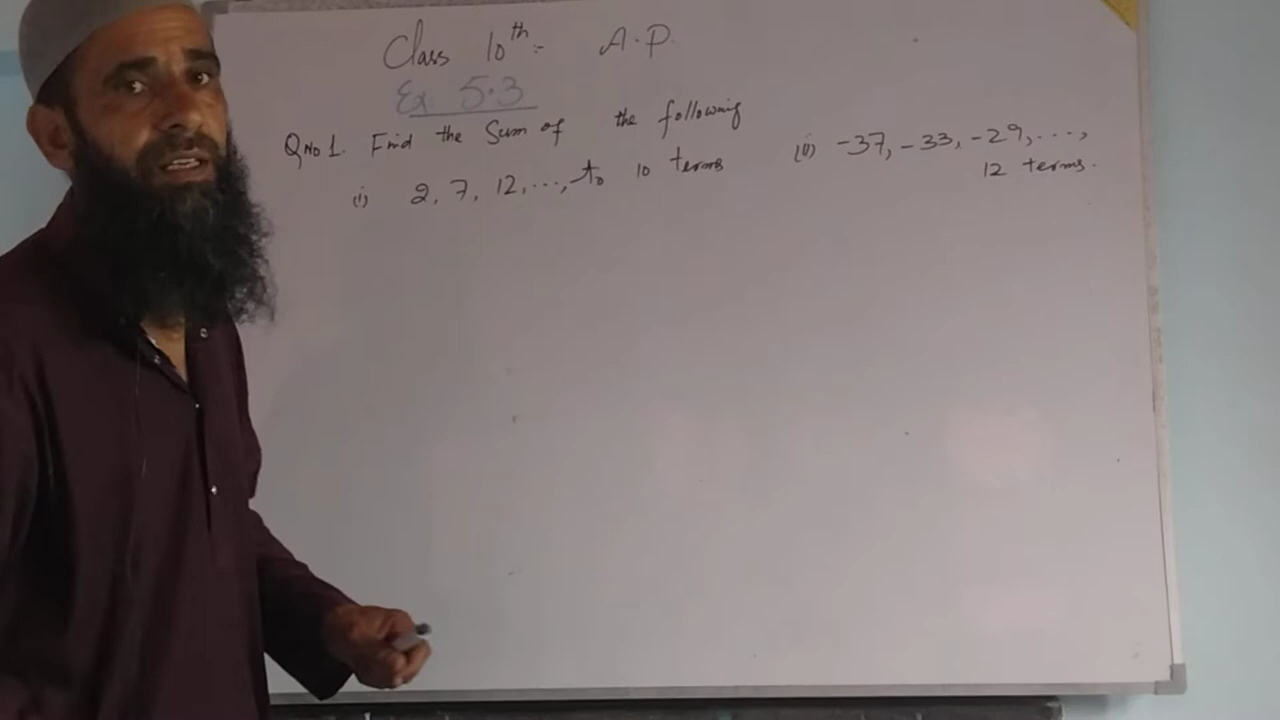 Class 10th :- A.P.
Ex. 5.3
Q No 1. Find the Sum of the following
(i) 2, 7, 12, ..., to 10 terms
(ii) -37, -33, -29, ...,
12 terms.